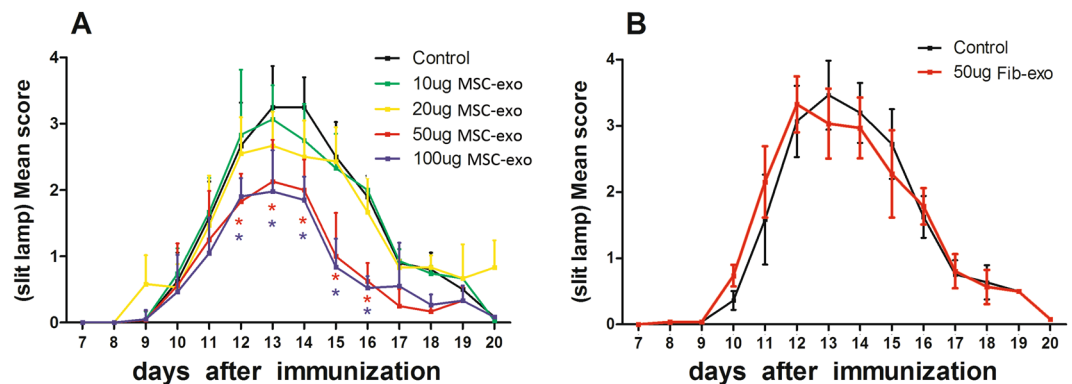 A
(slit lamp) Mean score
4
3
2
1
0
Control
10ug MSC-exo
20ug MSC-exo
50ug MSC-exo
100ug MSC-exo
* * * * *
* * * * *
7 8 9 10 11 12 13 14 15 16 17 18 19 20
days after immunization
B
(slit lamp) Mean score
4
3
2
1
0
Control
50ug Fib-exo
7 8 9 10 11 12 13 14 15 16 17 18 19 20
days after immunization